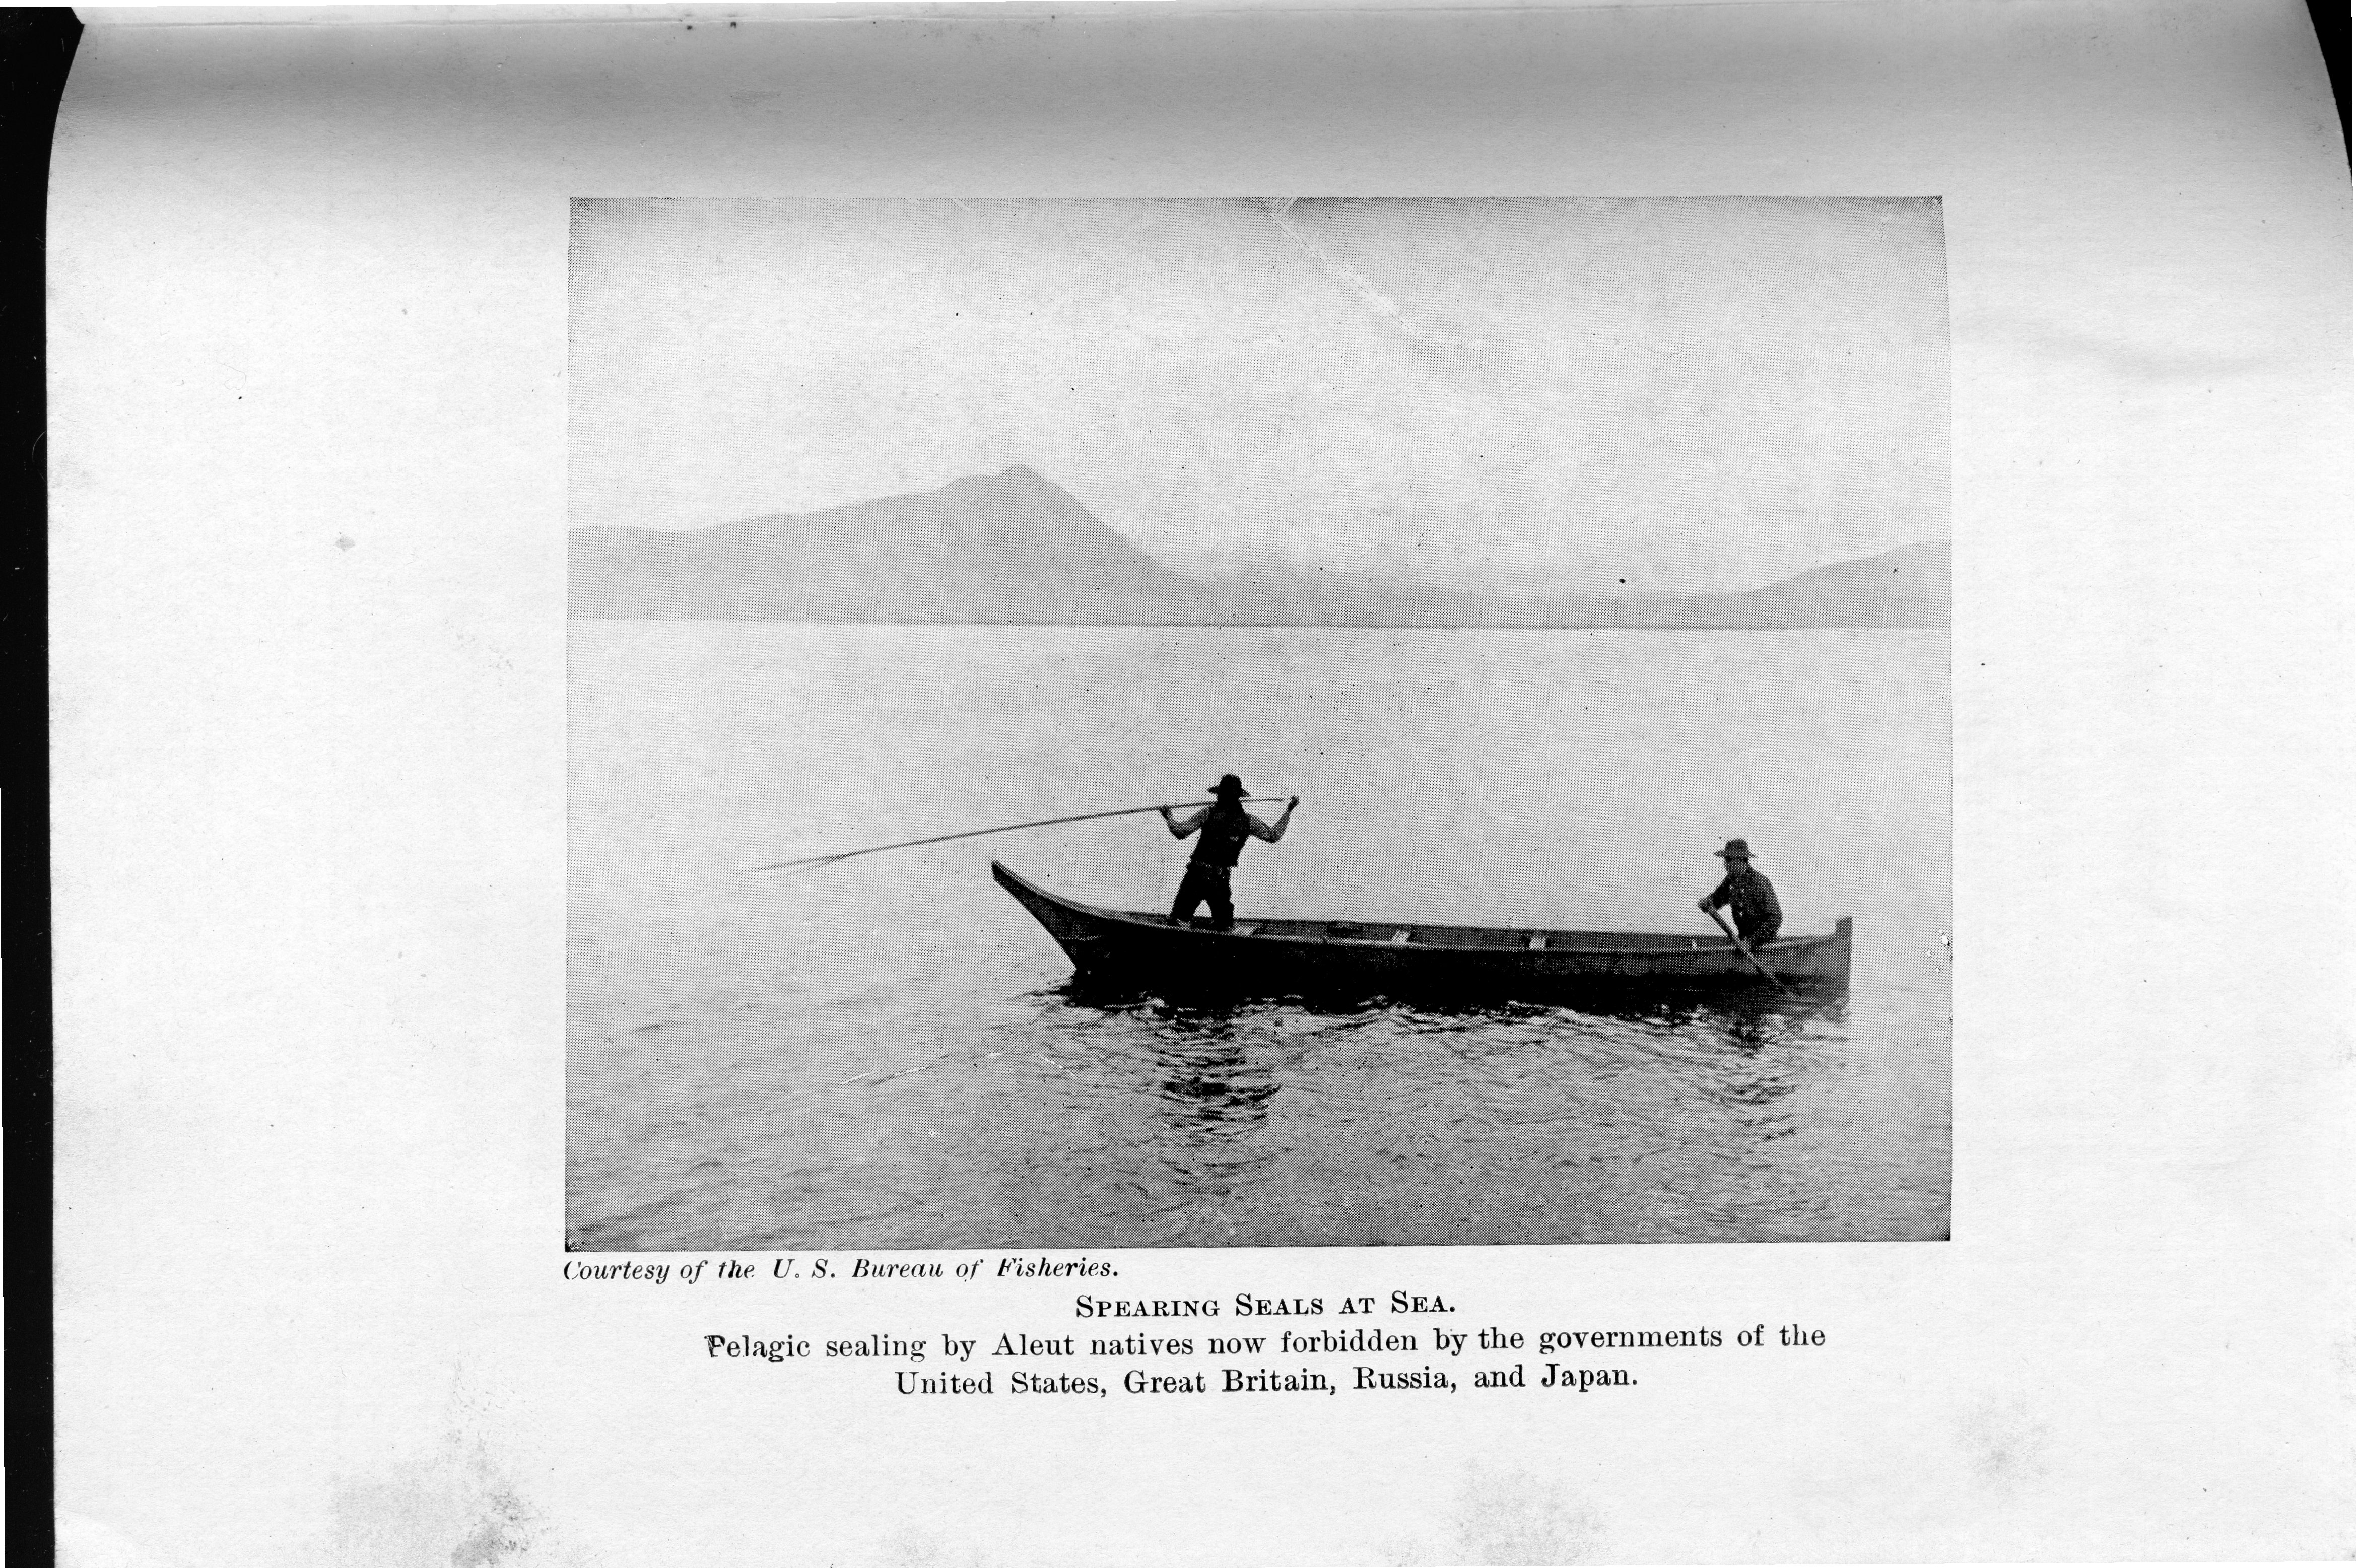 Courtesy of the U. S. Bureau of Fisheries.
SPEARING SEALS AT SEA.
Pelagic sealing by Aleut natives now forbidden by the governments of the
United States, Great Britain, Russia, and Japan.